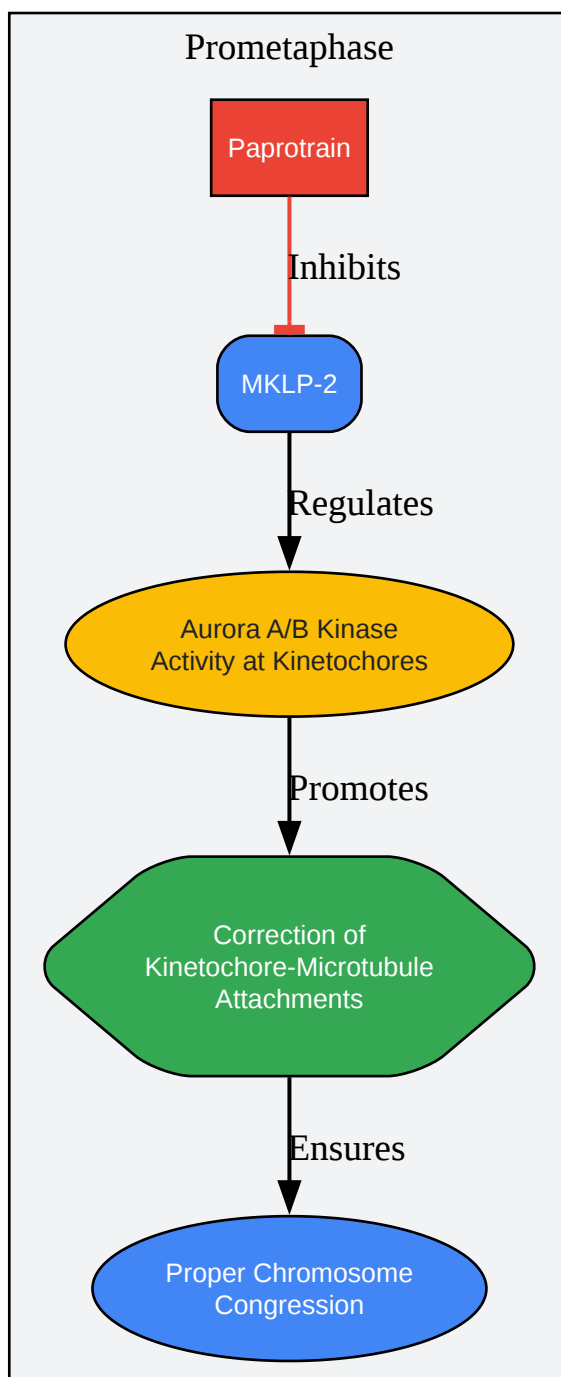 Prometaphase
Paprotrain
Inhibits
MKLP-2
Regulates
Aurora A/B Kinase
Activity at Kinetochores
Promotes
Correction of
Kinetochore-Microtubule
Attachments
Ensures
Proper Chromosome
Congression